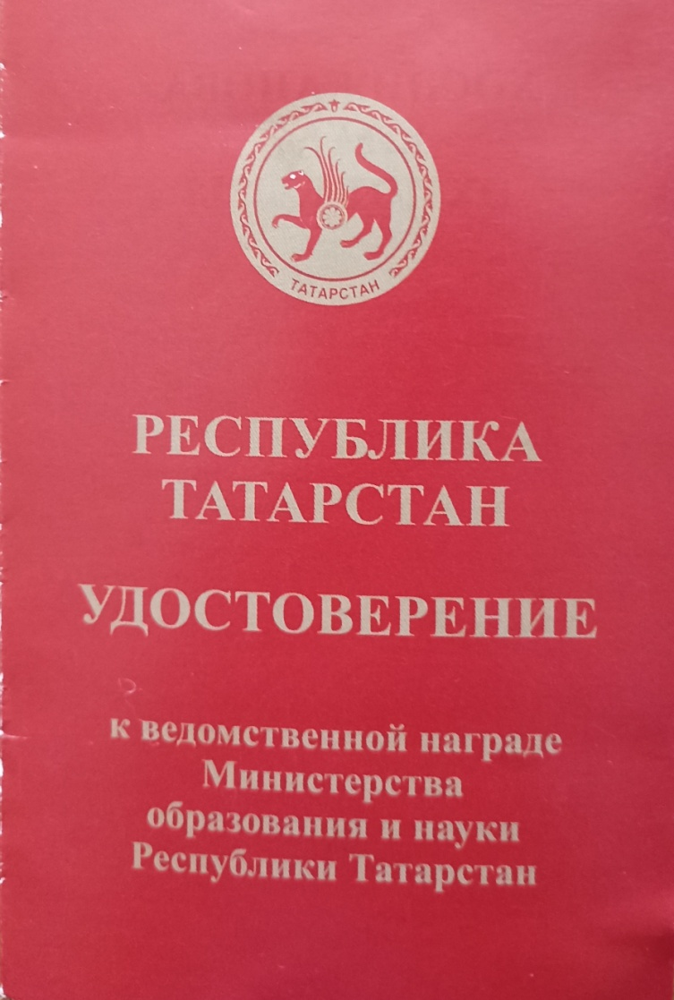 ТАТАРСТАН
РЕСПУБЛИКА
ТАТАРСТАН
УДОСТОВЕРЕНИЕ
к ведомственной награде
Министерства
образования и науки
Республики Татарстан